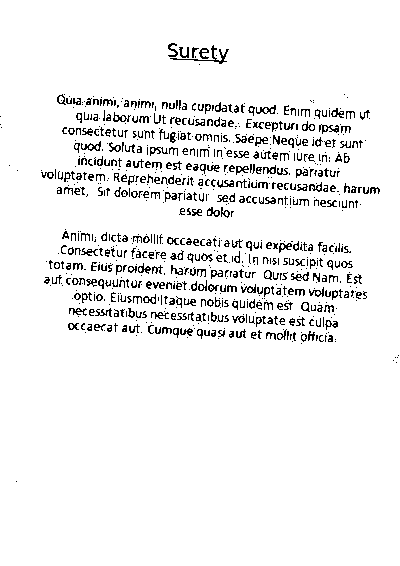 Surety
Quia animi, animi, nulla cupidatat quod. Enim quidem ut
quia laborum Ut recusandae.. Excepturi do ipsam
consectetur sunt fugiat omnis. Saepe Neque id et sunt
quod. Soluta ipsum enim in esse autem iure in. Ab
incidunt autem est eaque repellendus. pariatur
voluptatem. Reprehenderit accusantium recusandae. harum
amet, Sit dolorem pariatur sed accusantium nesciunt
esse dolor
Animi, dicta mollit occaecati aut qui expedita facilis.
Consectetur facere ad quos et id. In nisi suscipit quos
totam. Eius proident, harum pariatur Quis sed Nam. Est
aut consequuntur eveniet dolorum voluptatem voluptates
optio. Eiusmod itaque nobis quidem est Quam
necessitatibus necessitatibus voluptate est culpa
occaecat aut. Cumque quasi aut et mollit officia.